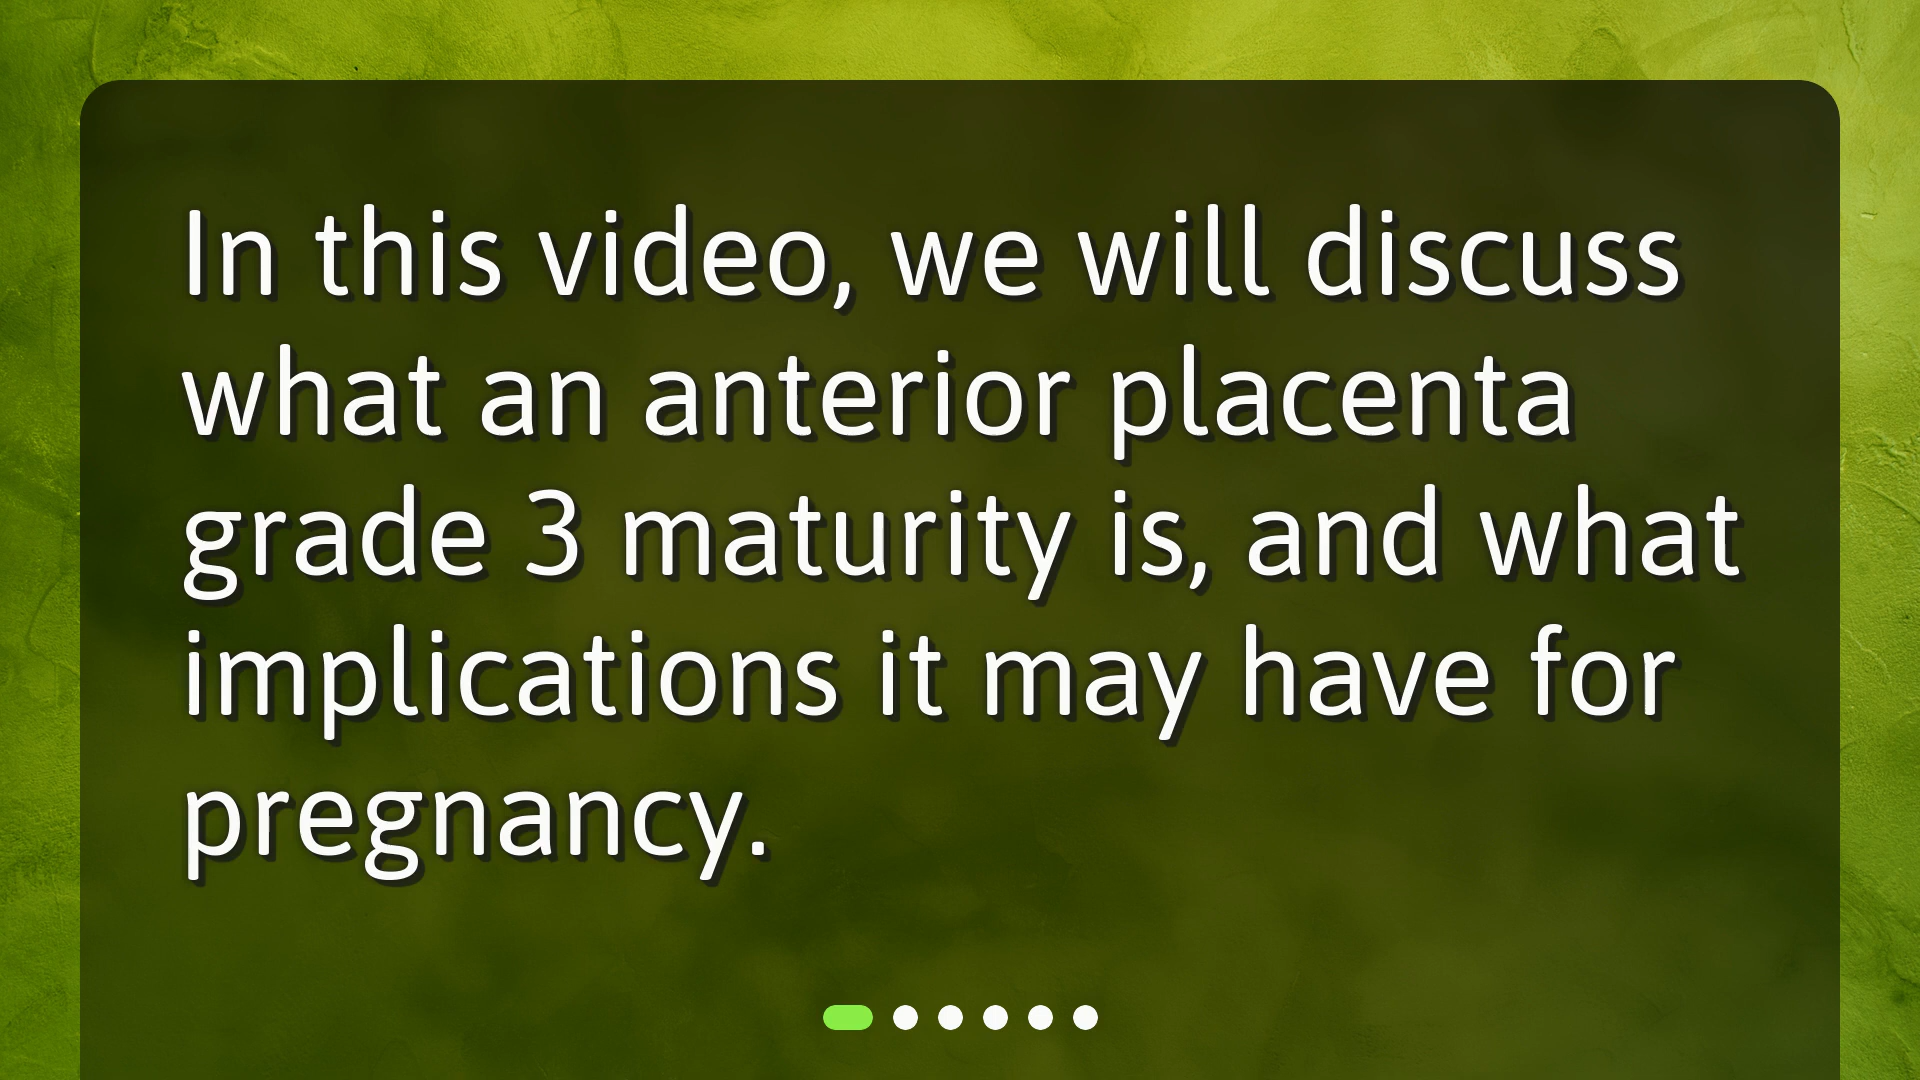 In this video, we will discuss
what an anterior placenta
grade 3 maturity is, and what
implications it may have for
pregnancy.